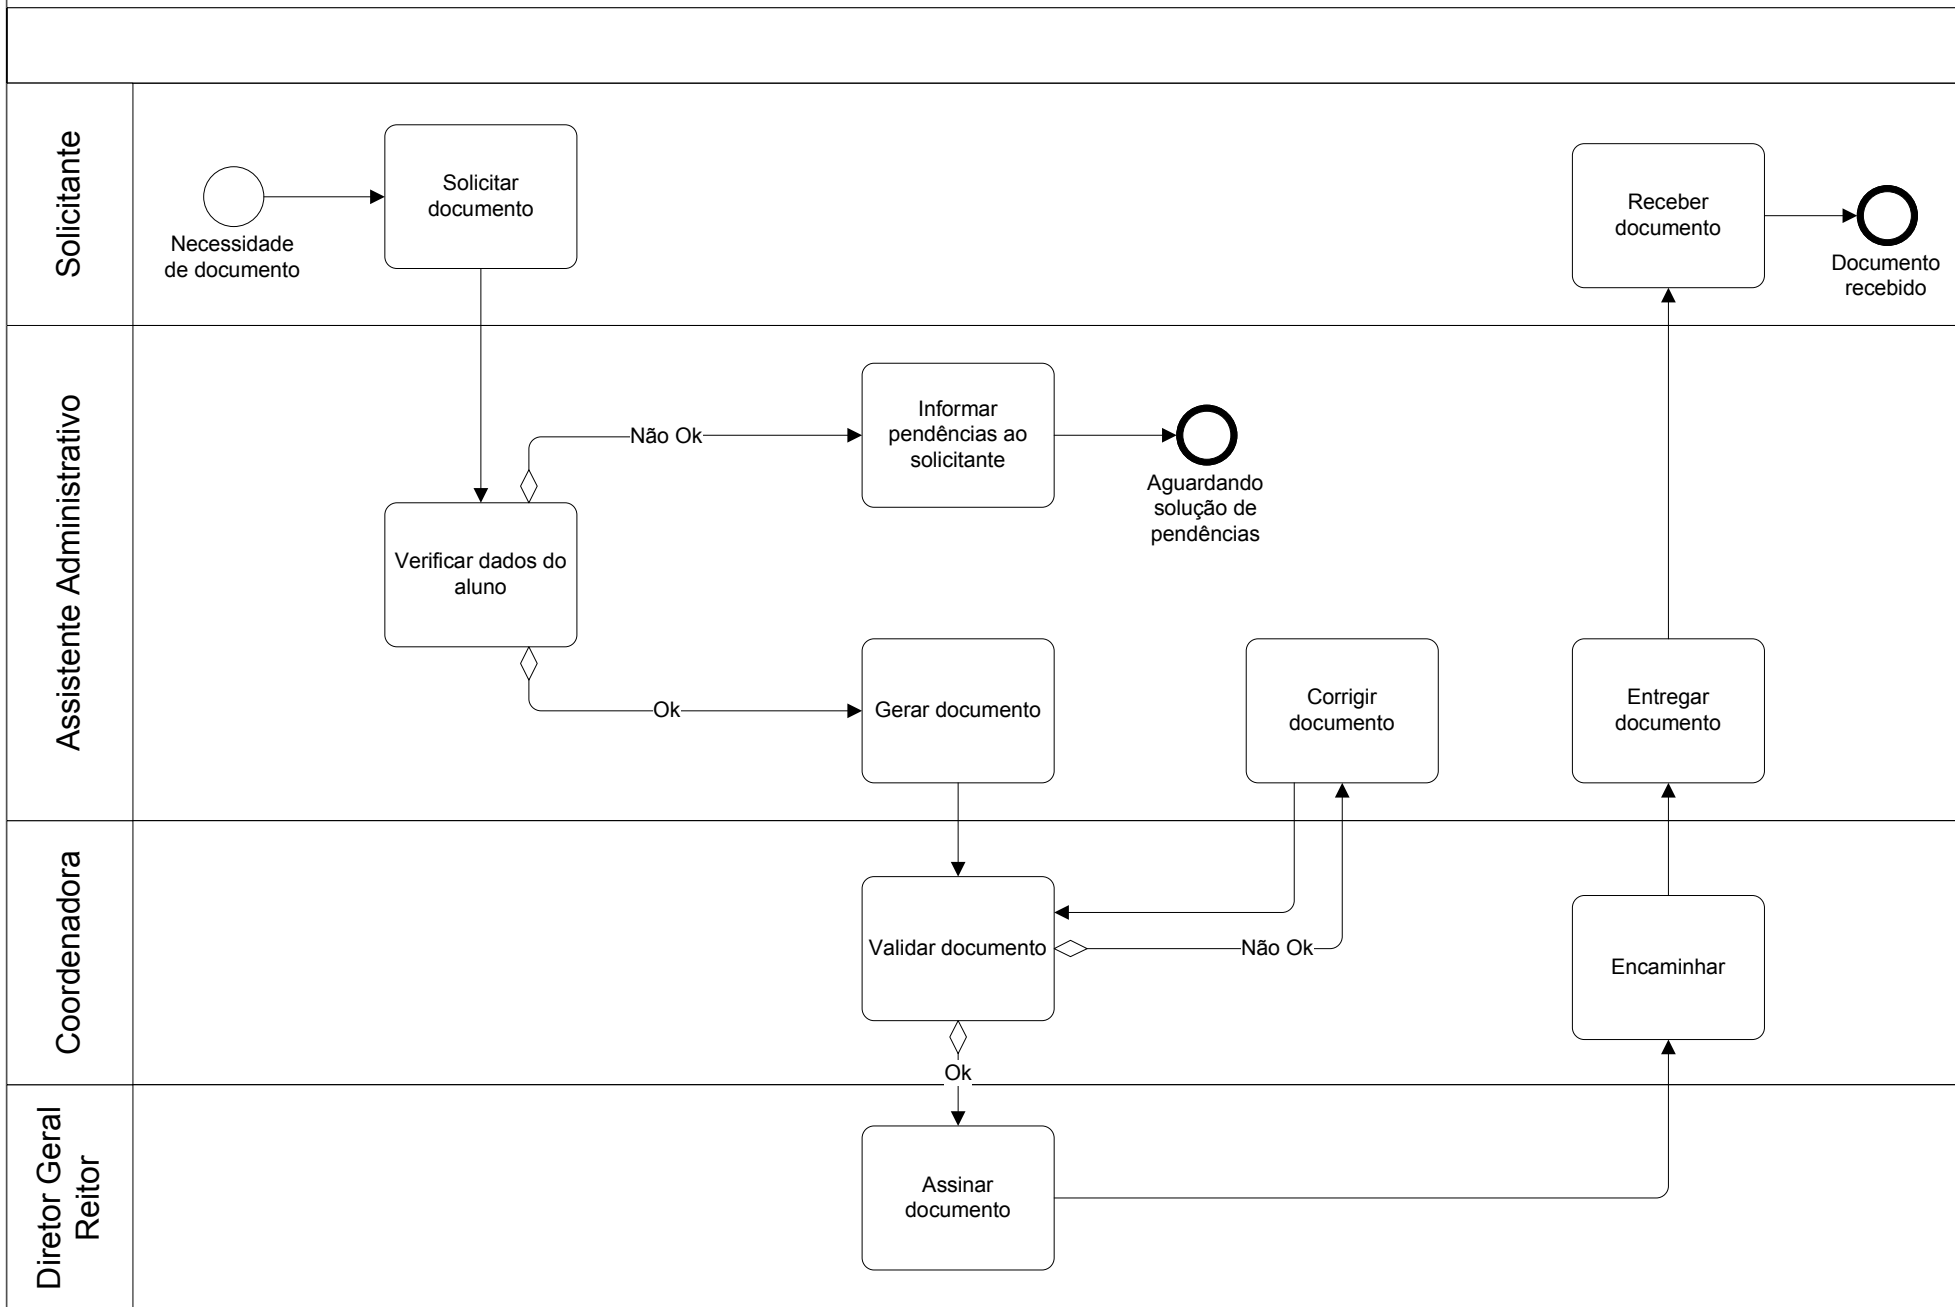 Solicitante
Necessidade
de documento
Solicitar
documento
Receber
documento
Documento
recebido
Assistente Administrativo
Verificar dados do
aluno
Não Ok
Informar
pendências ao
solicitante
Aguardando
solução de
pendências
Ok
Gerar documento
Corrigir
documento
Entregar
documento
Coordenadora
Validar documento
Não Ok
Ok
Encaminhar
Diretor Geral
Reitor
Assinar
documento